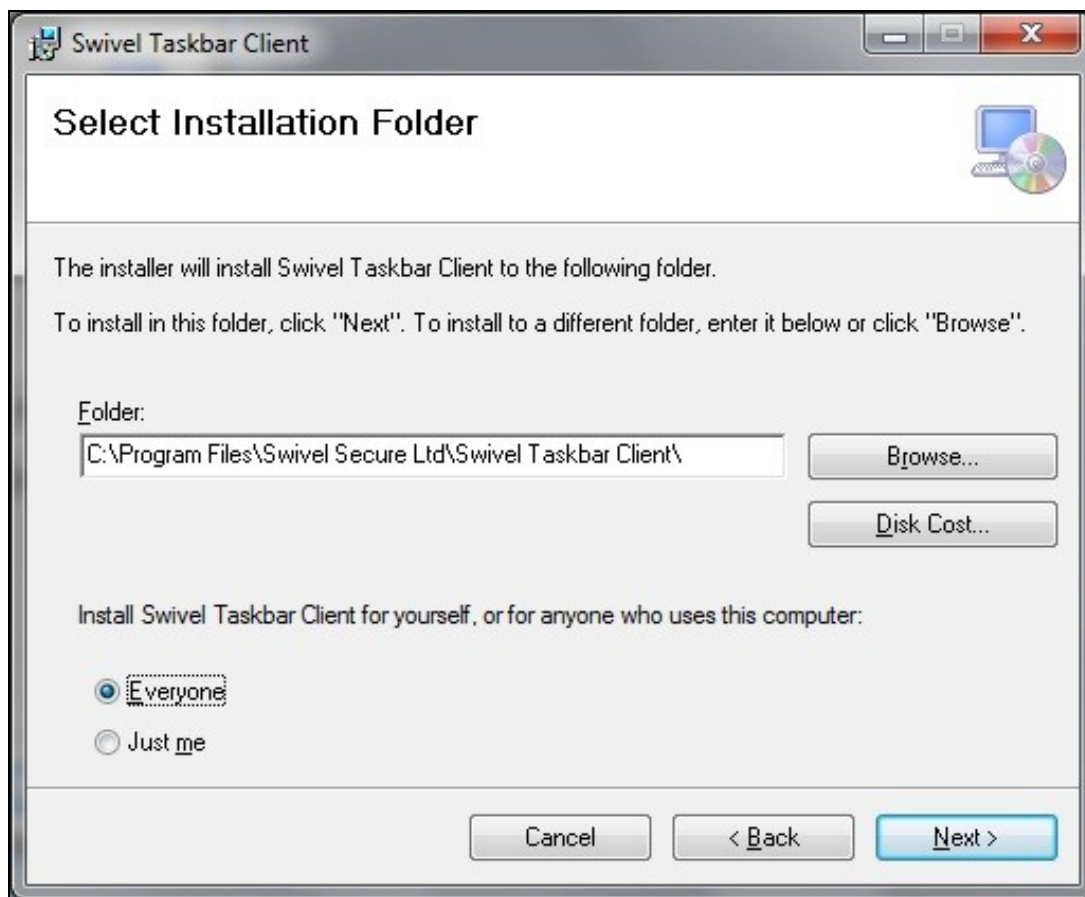 Swivel Taskbar Client
Select Installation Folder
The installer will install Swivel Taskbar Client to the following folder.
To install in this folder, click "Next". To install to a different folder, enter it below or click "Browse".
Folder:
C:\Program Files\Swivel Secure Ltd\Swivel Taskbar Client\
Browse...
Disk Cost...
Install Swivel Taskbar Client for yourself, or for anyone who uses this computer:
Everyone
Just me
Cancel
< Back
Next >